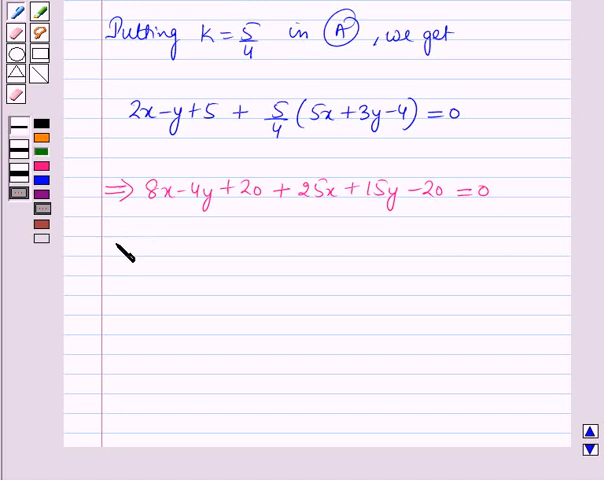 Putting K = 5/4 in (A), we get
2x-y+5 + 5/4 (5x+3y-4) = 0
⇒ 8x-4y+20 + 25x+15y-20 = 0